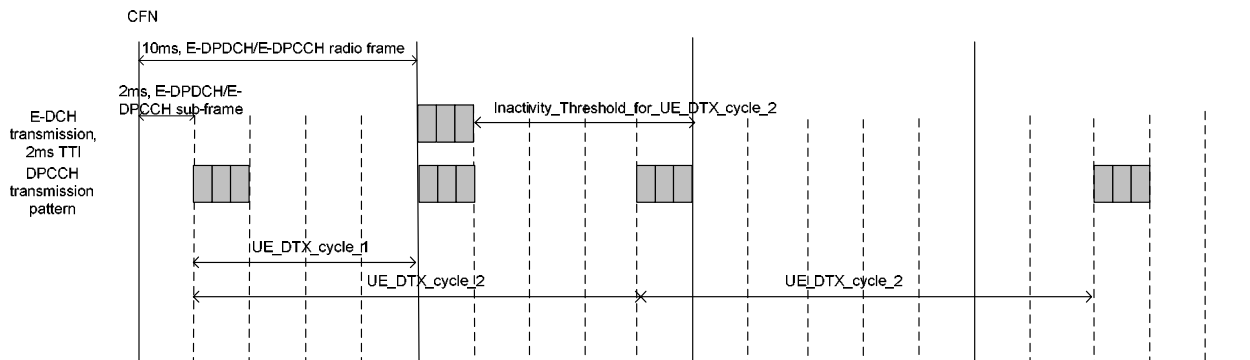 CFN
10ms, E-DPDCH/E-DPCCH radio frame
2ms, E-DPDCH/E-
DPCCH sub-frame
Inactivity_Threshold_for_UE_DTX_cycle_2
E-DCH
transmission,
2ms TTI
DPCCH
transmission
pattern
UE_DTX_cycle_1
UE_DTX_cycle_2
UE_DTX_cycle_2